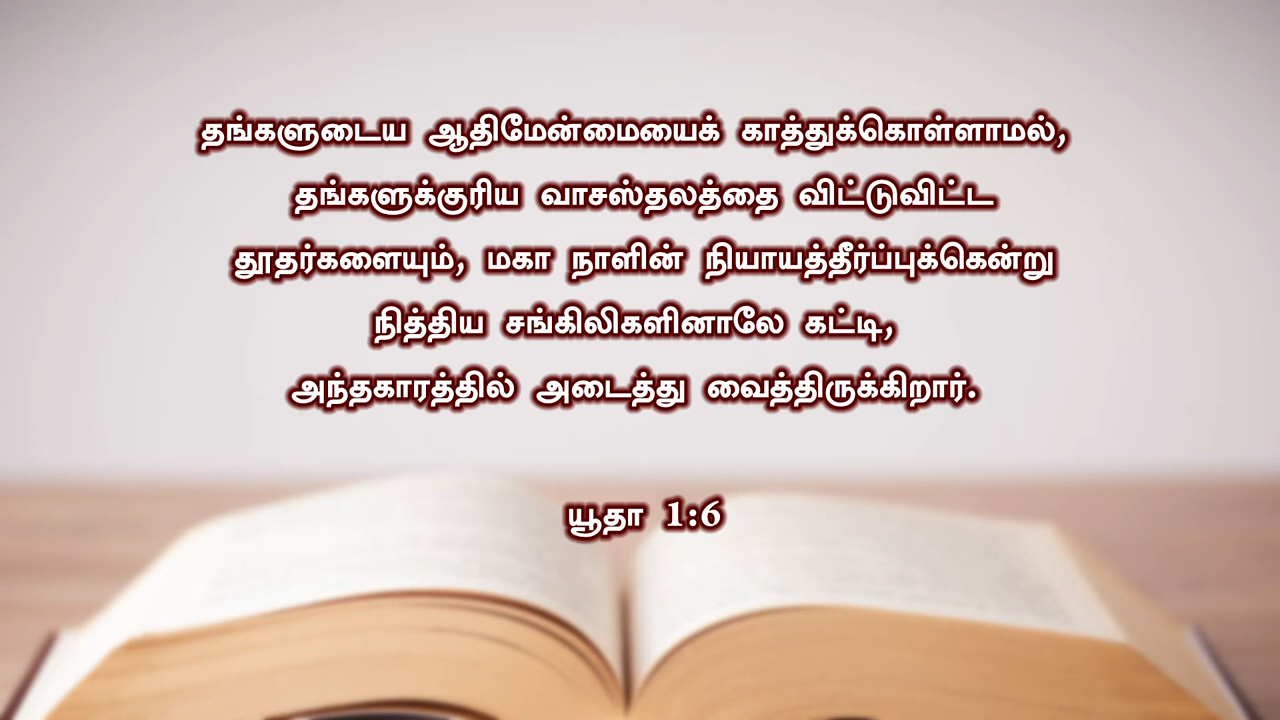 தங்களுடைய ஆதிமேன்மையைக் காத்துக்கொள்ளாமல்,
தங்களுக்குரிய வாசஸ்தலத்தை விட்டுவிட்ட
தூதர்களையும், மகா நாளின் நியாயத்தீர்ப்புக்கென்று
நித்திய சங்கிலிகளினாலே கட்டி,
அந்தகாரத்தில் அடைத்து வைத்திருக்கிறார்.
யூதா 1:6